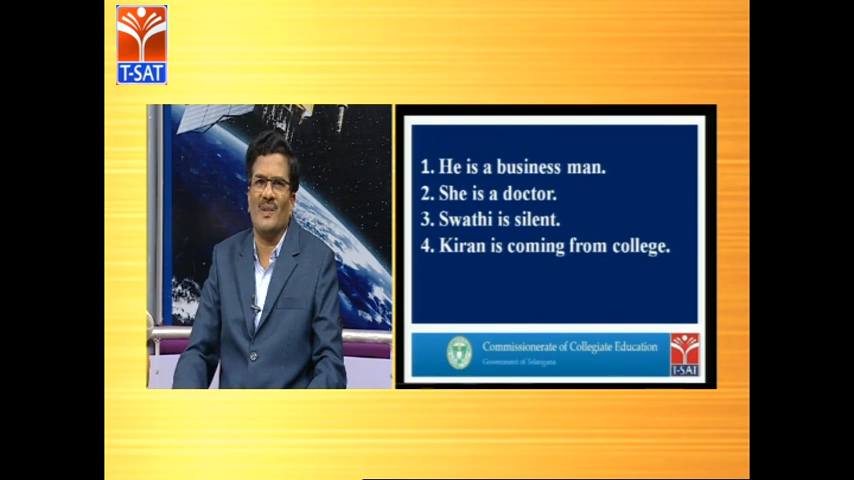 T-SAT
1. He is a business man.
2. She is a doctor.
3. Swathi is silent.
4. Kiran is coming from college.
Commissionerate of Collegiate Education
Government of Telangana
T-SAT